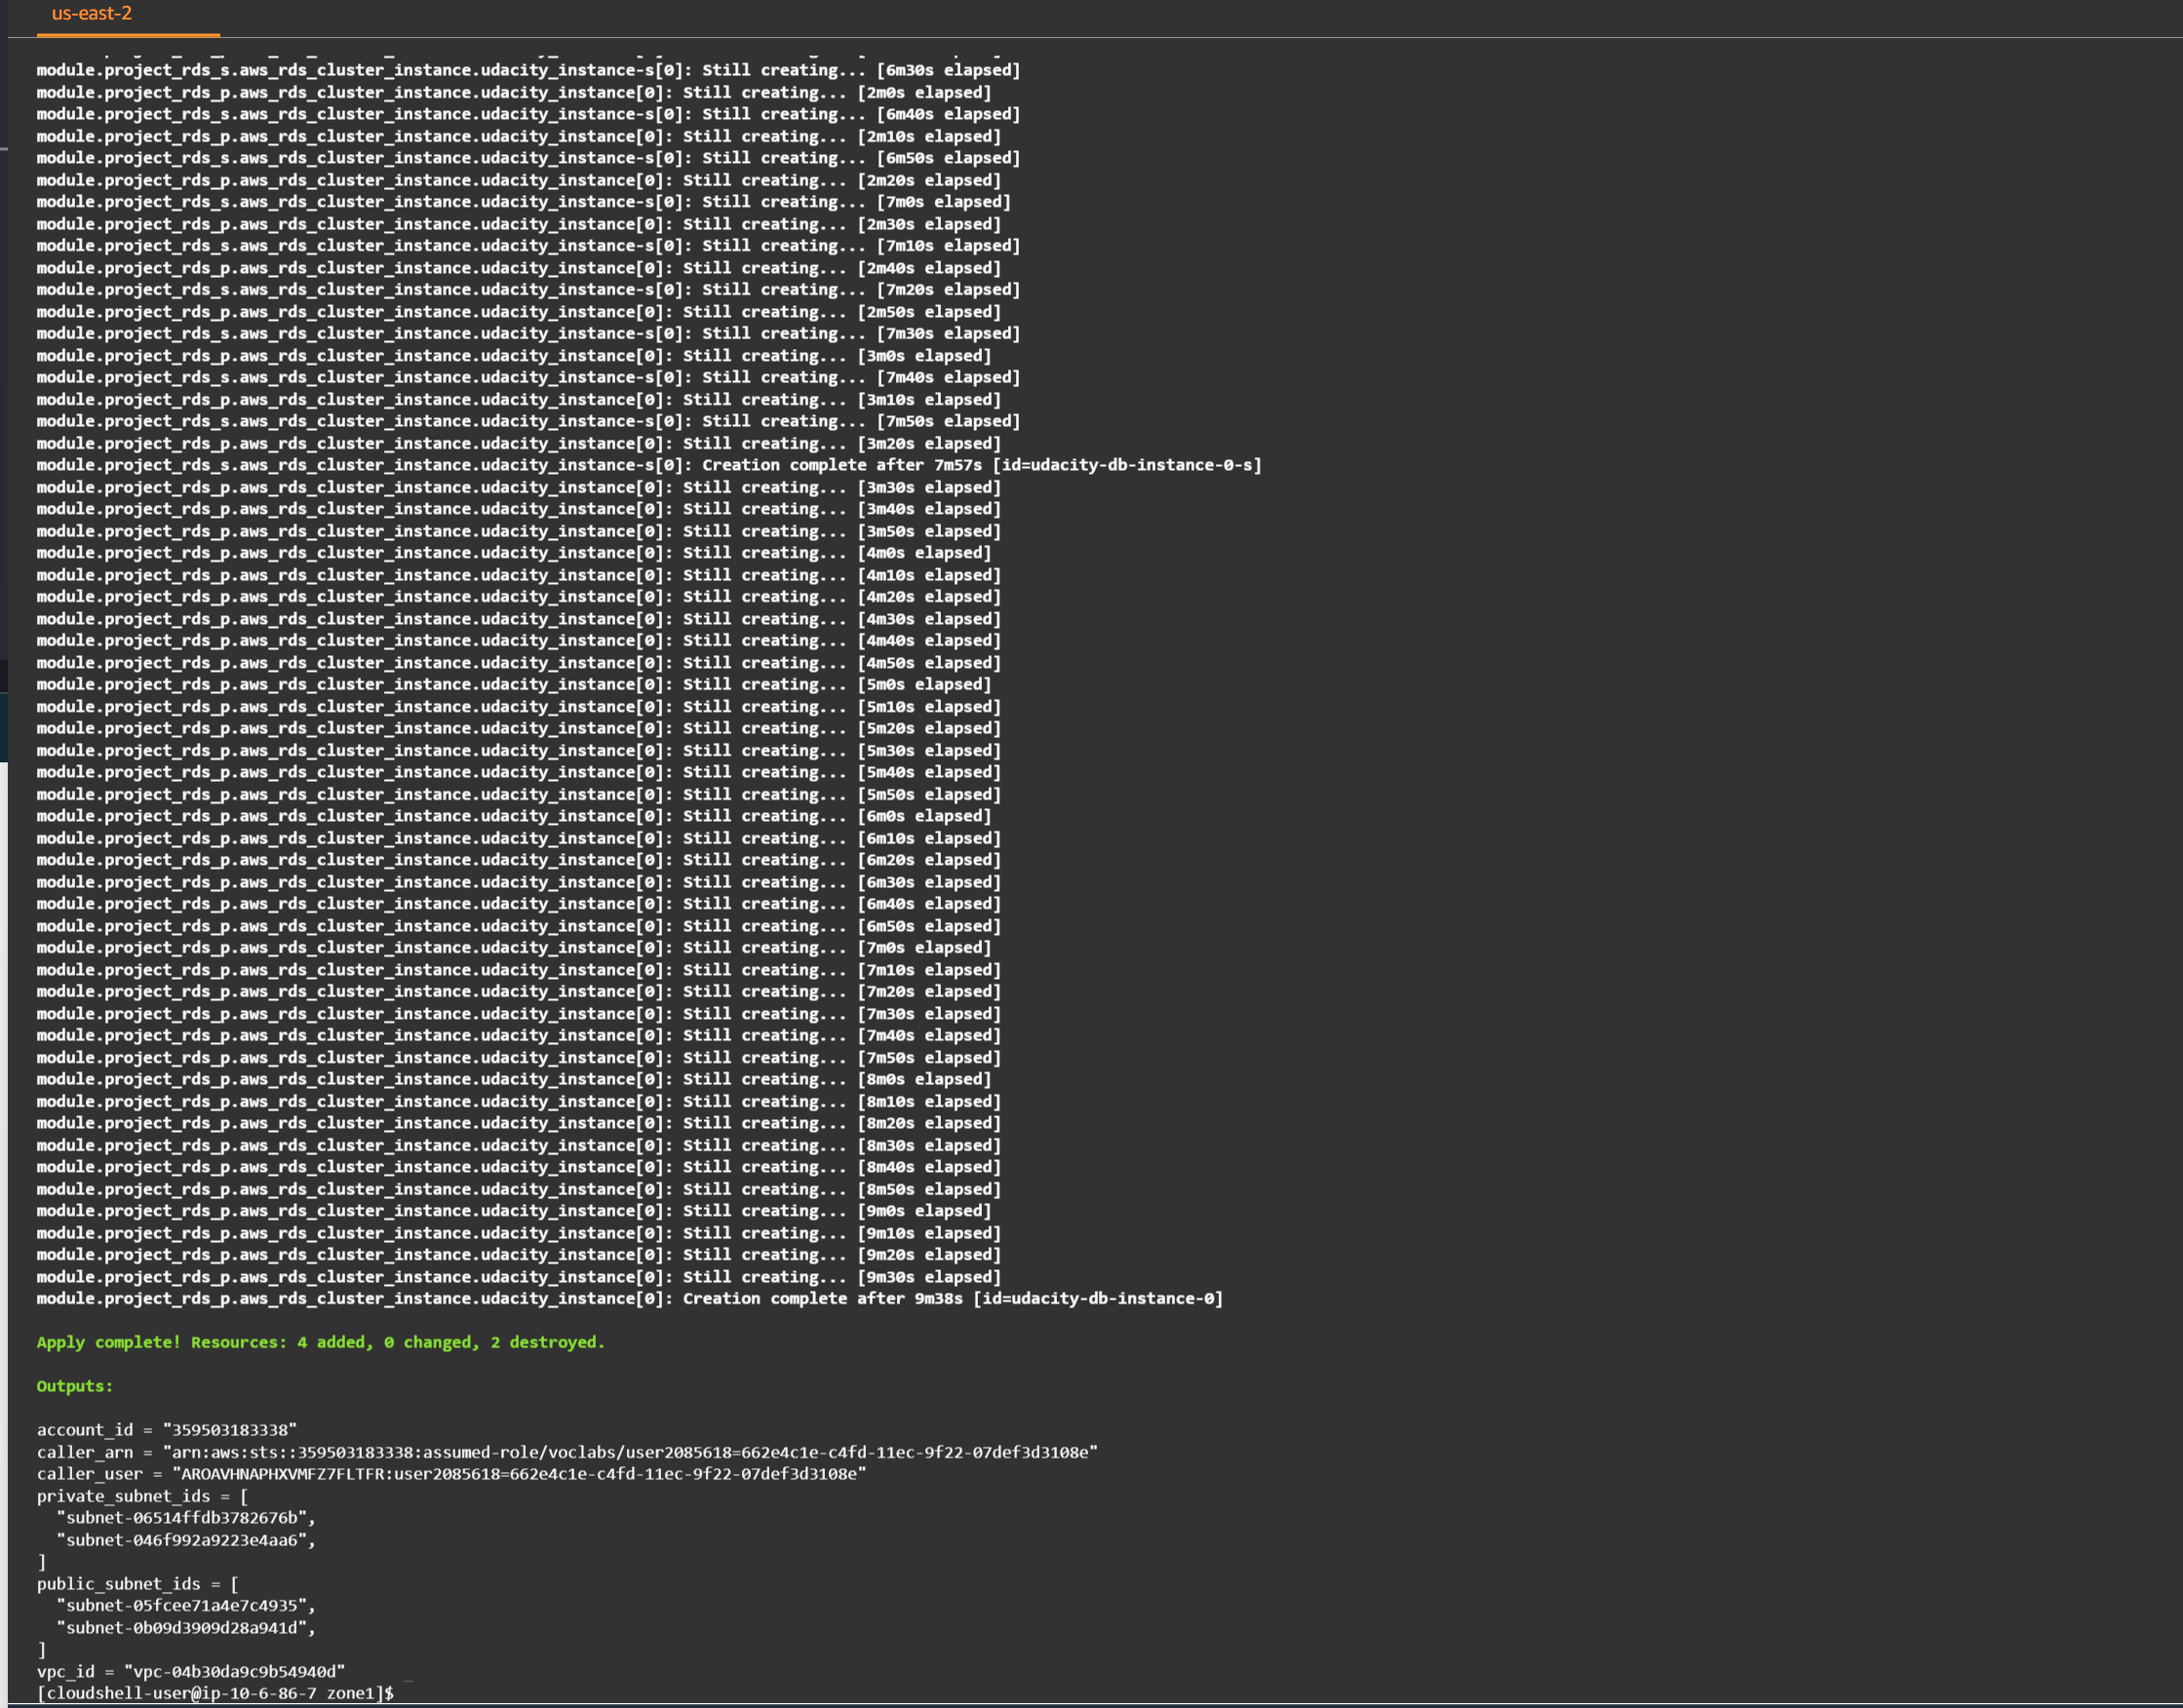 us-east-2
module.project_rds_s.aws_rds_cluster_instance.udacity_instance-s[0]: Still creating... [6m30s elapsed]
module.project_rds_p.aws_rds_cluster_instance.udacity_instance[0]: Still creating... [2m0s elapsed]
module.project_rds_s.aws_rds_cluster_instance.udacity_instance-s[0]: Still creating... [6m40s elapsed]
module.project_rds_p.aws_rds_cluster_instance.udacity_instance[0]: Still creating... [2m10s elapsed]
module.project_rds_s.aws_rds_cluster_instance.udacity_instance-s[0]: Still creating... [6m50s elapsed]
module.project_rds_p.aws_rds_cluster_instance.udacity_instance[0]: Still creating... [2m20s elapsed]
module.project_rds_s.aws_rds_cluster_instance.udacity_instance-s[0]: Still creating... [7m0s elapsed]
module.project_rds_p.aws_rds_cluster_instance.udacity_instance[0]: Still creating... [2m30s elapsed]
module.project_rds_s.aws_rds_cluster_instance.udacity_instance-s[0]: Still creating... [7m10s elapsed]
module.project_rds_p.aws_rds_cluster_instance.udacity_instance[0]: Still creating... [2m40s elapsed]
module.project_rds_s.aws_rds_cluster_instance.udacity_instance-s[0]: Still creating... [7m20s elapsed]
module.project_rds_p.aws_rds_cluster_instance.udacity_instance[0]: Still creating... [2m50s elapsed]
module.project_rds_s.aws_rds_cluster_instance.udacity_instance-s[0]: Still creating... [7m30s elapsed]
module.project_rds_p.aws_rds_cluster_instance.udacity_instance[0]: Still creating... [3m0s elapsed]
module.project_rds_s.aws_rds_cluster_instance.udacity_instance-s[0]: Still creating... [7m40s elapsed]
module.project_rds_p.aws_rds_cluster_instance.udacity_instance[0]: Still creating... [3m10s elapsed]
module.project_rds_s.aws_rds_cluster_instance.udacity_instance-s[0]: Still creating... [7m50s elapsed]
module.project_rds_p.aws_rds_cluster_instance.udacity_instance[0]: Still creating... [3m20s elapsed]
module.project_rds_s.aws_rds_cluster_instance.udacity_instance-s[0]: Creation complete after 7m57s [id=udacity-db-instance-0-s]
module.project_rds_p.aws_rds_cluster_instance.udacity_instance[0]: Still creating... [3m30s elapsed]
module.project_rds_p.aws_rds_cluster_instance.udacity_instance[0]: Still creating... [3m40s elapsed]
module.project_rds_p.aws_rds_cluster_instance.udacity_instance[0]: Still creating... [3m50s elapsed]
module.project_rds_p.aws_rds_cluster_instance.udacity_instance[0]: Still creating... [4m0s elapsed]
module.project_rds_p.aws_rds_cluster_instance.udacity_instance[0]: Still creating... [4m10s elapsed]
module.project_rds_p.aws_rds_cluster_instance.udacity_instance[0]: Still creating... [4m20s elapsed]
module.project_rds_p.aws_rds_cluster_instance.udacity_instance[0]: Still creating... [4m30s elapsed]
module.project_rds_p.aws_rds_cluster_instance.udacity_instance[0]: Still creating... [4m40s elapsed]
module.project_rds_p.aws_rds_cluster_instance.udacity_instance[0]: Still creating... [4m50s elapsed]
module.project_rds_p.aws_rds_cluster_instance.udacity_instance[0]: Still creating... [5m0s elapsed]
module.project_rds_p.aws_rds_cluster_instance.udacity_instance[0]: Still creating... [5m10s elapsed]
module.project_rds_p.aws_rds_cluster_instance.udacity_instance[0]: Still creating... [5m20s elapsed]
module.project_rds_p.aws_rds_cluster_instance.udacity_instance[0]: Still creating... [5m30s elapsed]
module.project_rds_p.aws_rds_cluster_instance.udacity_instance[0]: Still creating... [5m40s elapsed]
module.project_rds_p.aws_rds_cluster_instance.udacity_instance[0]: Still creating... [5m50s elapsed]
module.project_rds_p.aws_rds_cluster_instance.udacity_instance[0]: Still creating... [6m0s elapsed]
module.project_rds_p.aws_rds_cluster_instance.udacity_instance[0]: Still creating... [6m10s elapsed]
module.project_rds_p.aws_rds_cluster_instance.udacity_instance[0]: Still creating... [6m20s elapsed]
module.project_rds_p.aws_rds_cluster_instance.udacity_instance[0]: Still creating... [6m30s elapsed]
module.project_rds_p.aws_rds_cluster_instance.udacity_instance[0]: Still creating... [6m40s elapsed]
module.project_rds_p.aws_rds_cluster_instance.udacity_instance[0]: Still creating... [6m50s elapsed]
module.project_rds_p.aws_rds_cluster_instance.udacity_instance[0]: Still creating... [7m0s elapsed]
module.project_rds_p.aws_rds_cluster_instance.udacity_instance[0]: Still creating... [7m10s elapsed]
module.project_rds_p.aws_rds_cluster_instance.udacity_instance[0]: Still creating... [7m20s elapsed]
module.project_rds_p.aws_rds_cluster_instance.udacity_instance[0]: Still creating... [7m30s elapsed]
module.project_rds_p.aws_rds_cluster_instance.udacity_instance[0]: Still creating... [7m40s elapsed]
module.project_rds_p.aws_rds_cluster_instance.udacity_instance[0]: Still creating... [7m50s elapsed]
module.project_rds_p.aws_rds_cluster_instance.udacity_instance[0]: Still creating... [8m0s elapsed]
module.project_rds_p.aws_rds_cluster_instance.udacity_instance[0]: Still creating... [8m10s elapsed]
module.project_rds_p.aws_rds_cluster_instance.udacity_instance[0]: Still creating... [8m20s elapsed]
module.project_rds_p.aws_rds_cluster_instance.udacity_instance[0]: Still creating... [8m30s elapsed]
module.project_rds_p.aws_rds_cluster_instance.udacity_instance[0]: Still creating... [8m40s elapsed]
module.project_rds_p.aws_rds_cluster_instance.udacity_instance[0]: Still creating... [8m50s elapsed]
module.project_rds_p.aws_rds_cluster_instance.udacity_instance[0]: Still creating... [9m0s elapsed]
module.project_rds_p.aws_rds_cluster_instance.udacity_instance[0]: Still creating... [9m10s elapsed]
module.project_rds_p.aws_rds_cluster_instance.udacity_instance[0]: Still creating... [9m20s elapsed]
module.project_rds_p.aws_rds_cluster_instance.udacity_instance[0]: Still creating... [9m30s elapsed]
module.project_rds_p.aws_rds_cluster_instance.udacity_instance[0]: Creation complete after 9m38s [id=udacity-db-instance-0]
Apply complete! Resources: 4 added, 0 changed, 2 destroyed.
Outputs:
account_id = "359503183338"
caller_arn = "arn:aws:sts::359503183338:assumed-role/voclabs/user2085618=662e4c1e-c4fd-11ec-9f22-07def3d3108e"
caller_user = "AROAVHNAPHXVMFZ7FLTFR:user2085618=662e4c1e-c4fd-11ec-9f22-07def3d3108e"
private_subnet_ids = [
  "subnet-06514ffdb3782676b",
  "subnet-046f992a9223e4aa6",
]
public_subnet_ids = [
  "subnet-05fcee71a4e7c4935",
  "subnet-0b09d3909d28a941d",
]
vpc_id = "vpc-04b30da9c9b54940d"
[cloudshell-user@ip-10-6-86-7 zone1]$